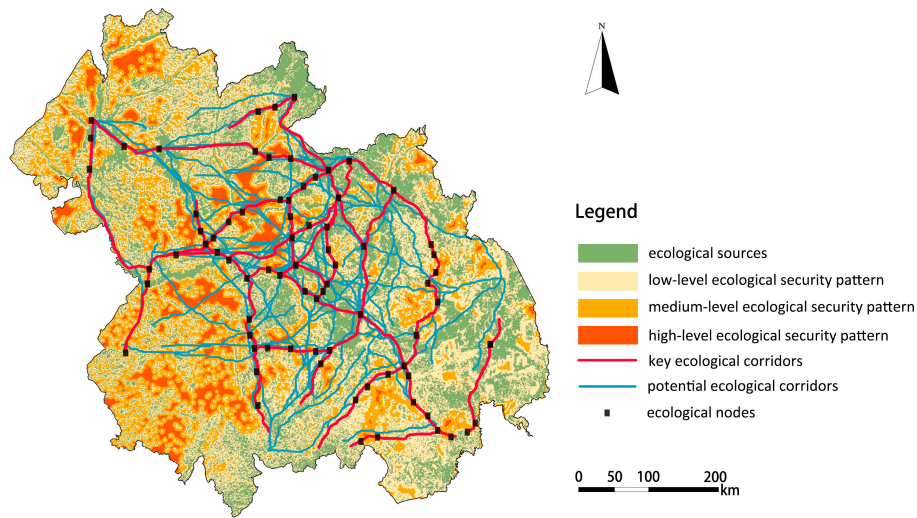 N
Legend
ecological sources
low-level ecological security pattern
medium-level ecological security pattern
high-level ecological security pattern
key ecological corridors
potential ecological corridors
ecological nodes
0 50 100 200
km